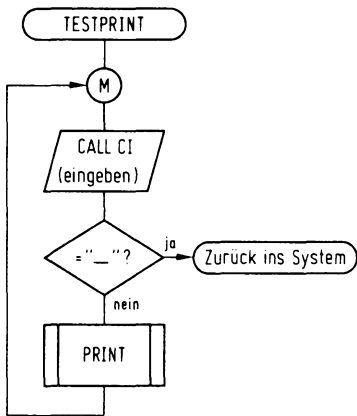 TESTPRINT
M
CALL CI
(eingeben)
="_"?
ja
Zurück ins System
nein
PRINT